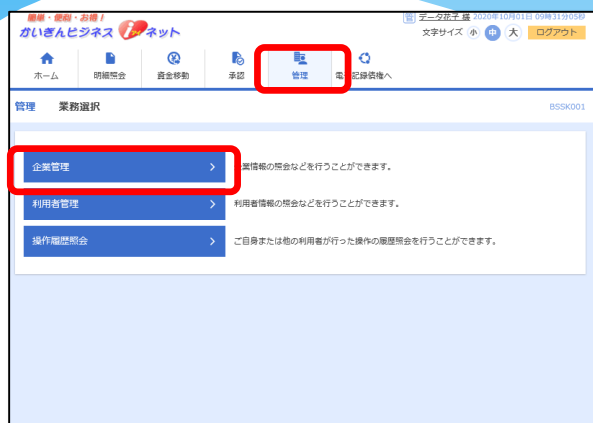 簡単・便利・お得！
かいぎんビジネス iネット
データ花子 様 2020年10月01日 09時31分05秒
文字サイズ 小 中 大 ログアウト
ホーム 明細照会 資金移動 承認 管理 電 記録債権へ
管理 業務選択 BSSK001
企業管理 業情報の照会などを行うことができます。
利用者管理 利用者情報の照会などを行うことができます。
操作履歴照会 ご自身または他の利用者が行った操作の履歴照会を行うことができます。